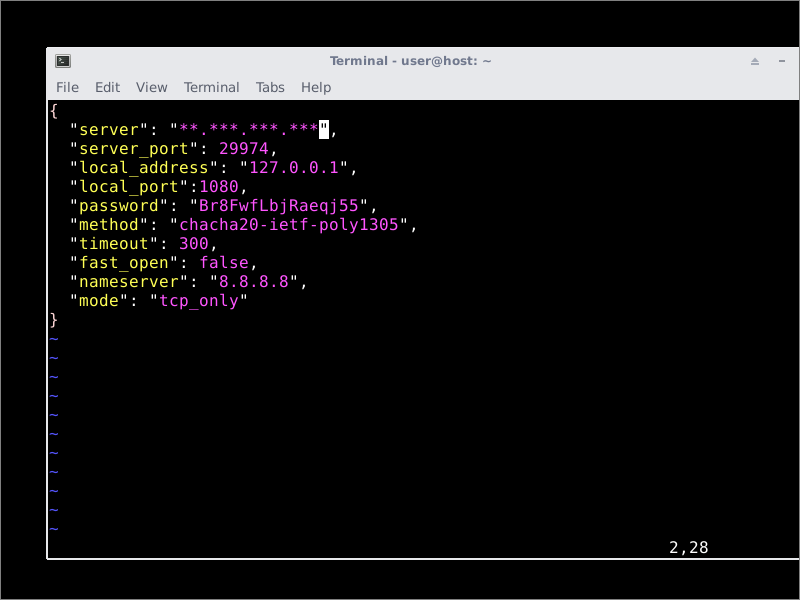 Terminal - user@host: ~
File Edit View Terminal Tabs Help
{
  "server": "**.***.***.***",
  "server_port": 29974,
  "local_address": "127.0.0.1",
  "local_port":1080,
  "password": "Br8FwfLbjRaeqj55",
  "method": "chacha20-ietf-poly1305",
  "timeout": 300,
  "fast_open": false,
  "nameserver": "8.8.8.8",
  "mode": "tcp_only"
}
~
~
~
~
~
~
~
~
~
~
~
2,28